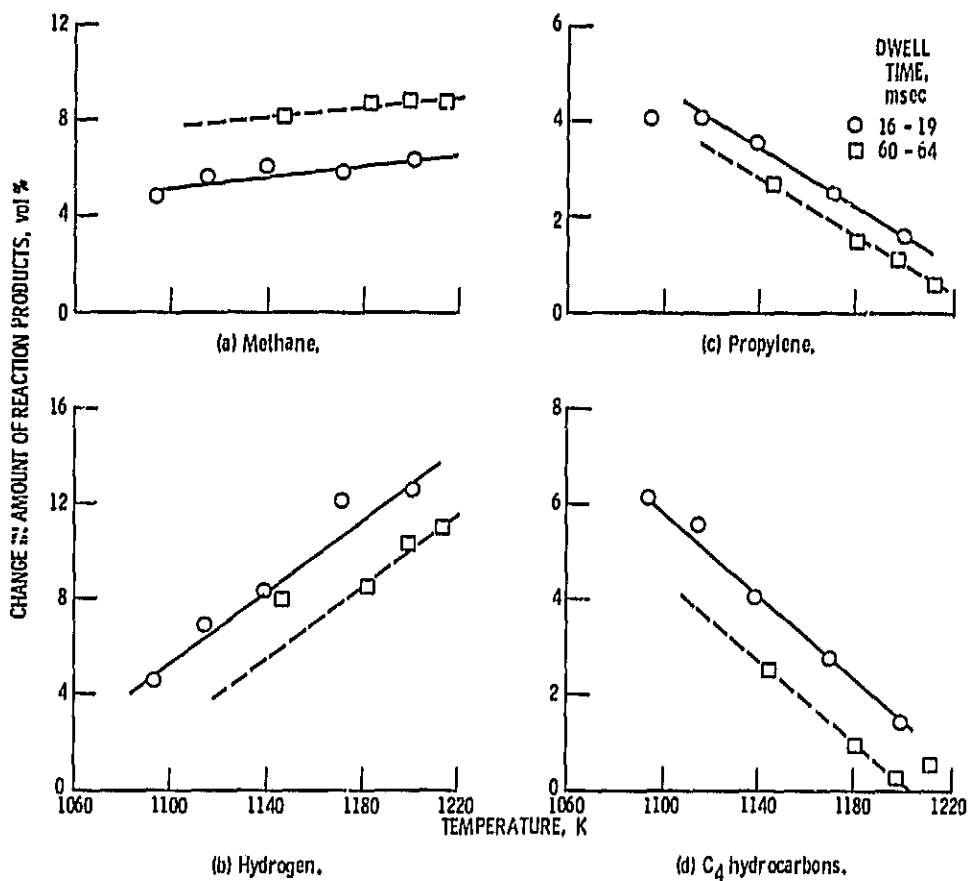 CHANGE IN AMOUNT OF REACTION PRODUCTS, vol %
12
8
4
0
(a) Methane.
6
4
2
0
DWELL
TIME,
msec
16 - 19
60 - 64
(c) Propylene.
16
12
8
4
0
1060 1100 1140 1180 1220
(b) Hydrogen.
8
6
4
2
0
1060 1100 1140 1180 1220
TEMPERATURE, K
(d) C4 hydrocarbons.